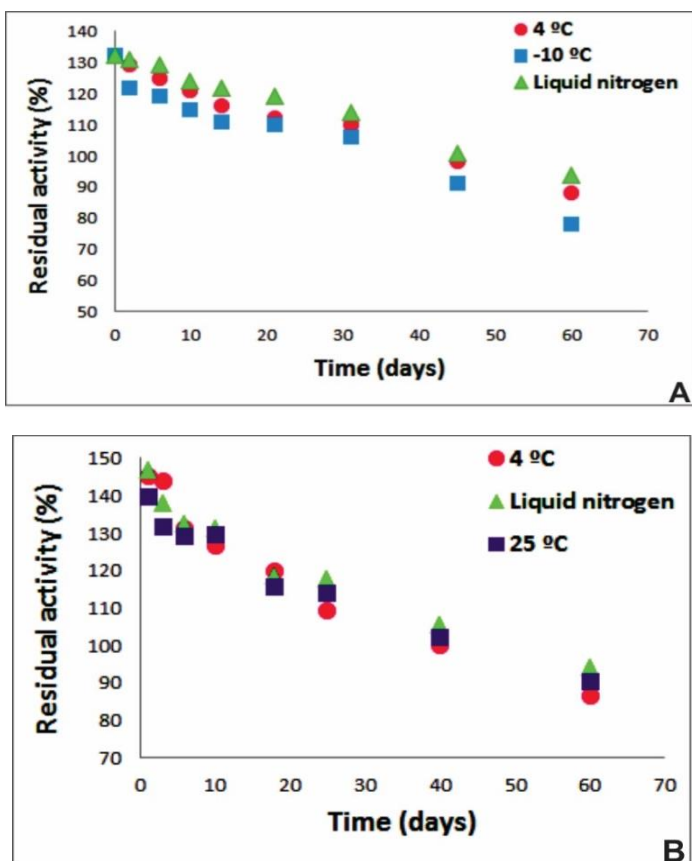 Residual activity (%)
140
130
120
110
100
90
80
70
60
50
0
10
20
30
40
50
60
70
Time (days)
4 ºC
-10 ºC
Liquid nitrogen
A
Residual activity (%)
150
140
130
120
110
100
90
80
70
0
10
20
30
40
50
60
70
Time (days)
4 ºC
Liquid nitrogen
25 ºC
B